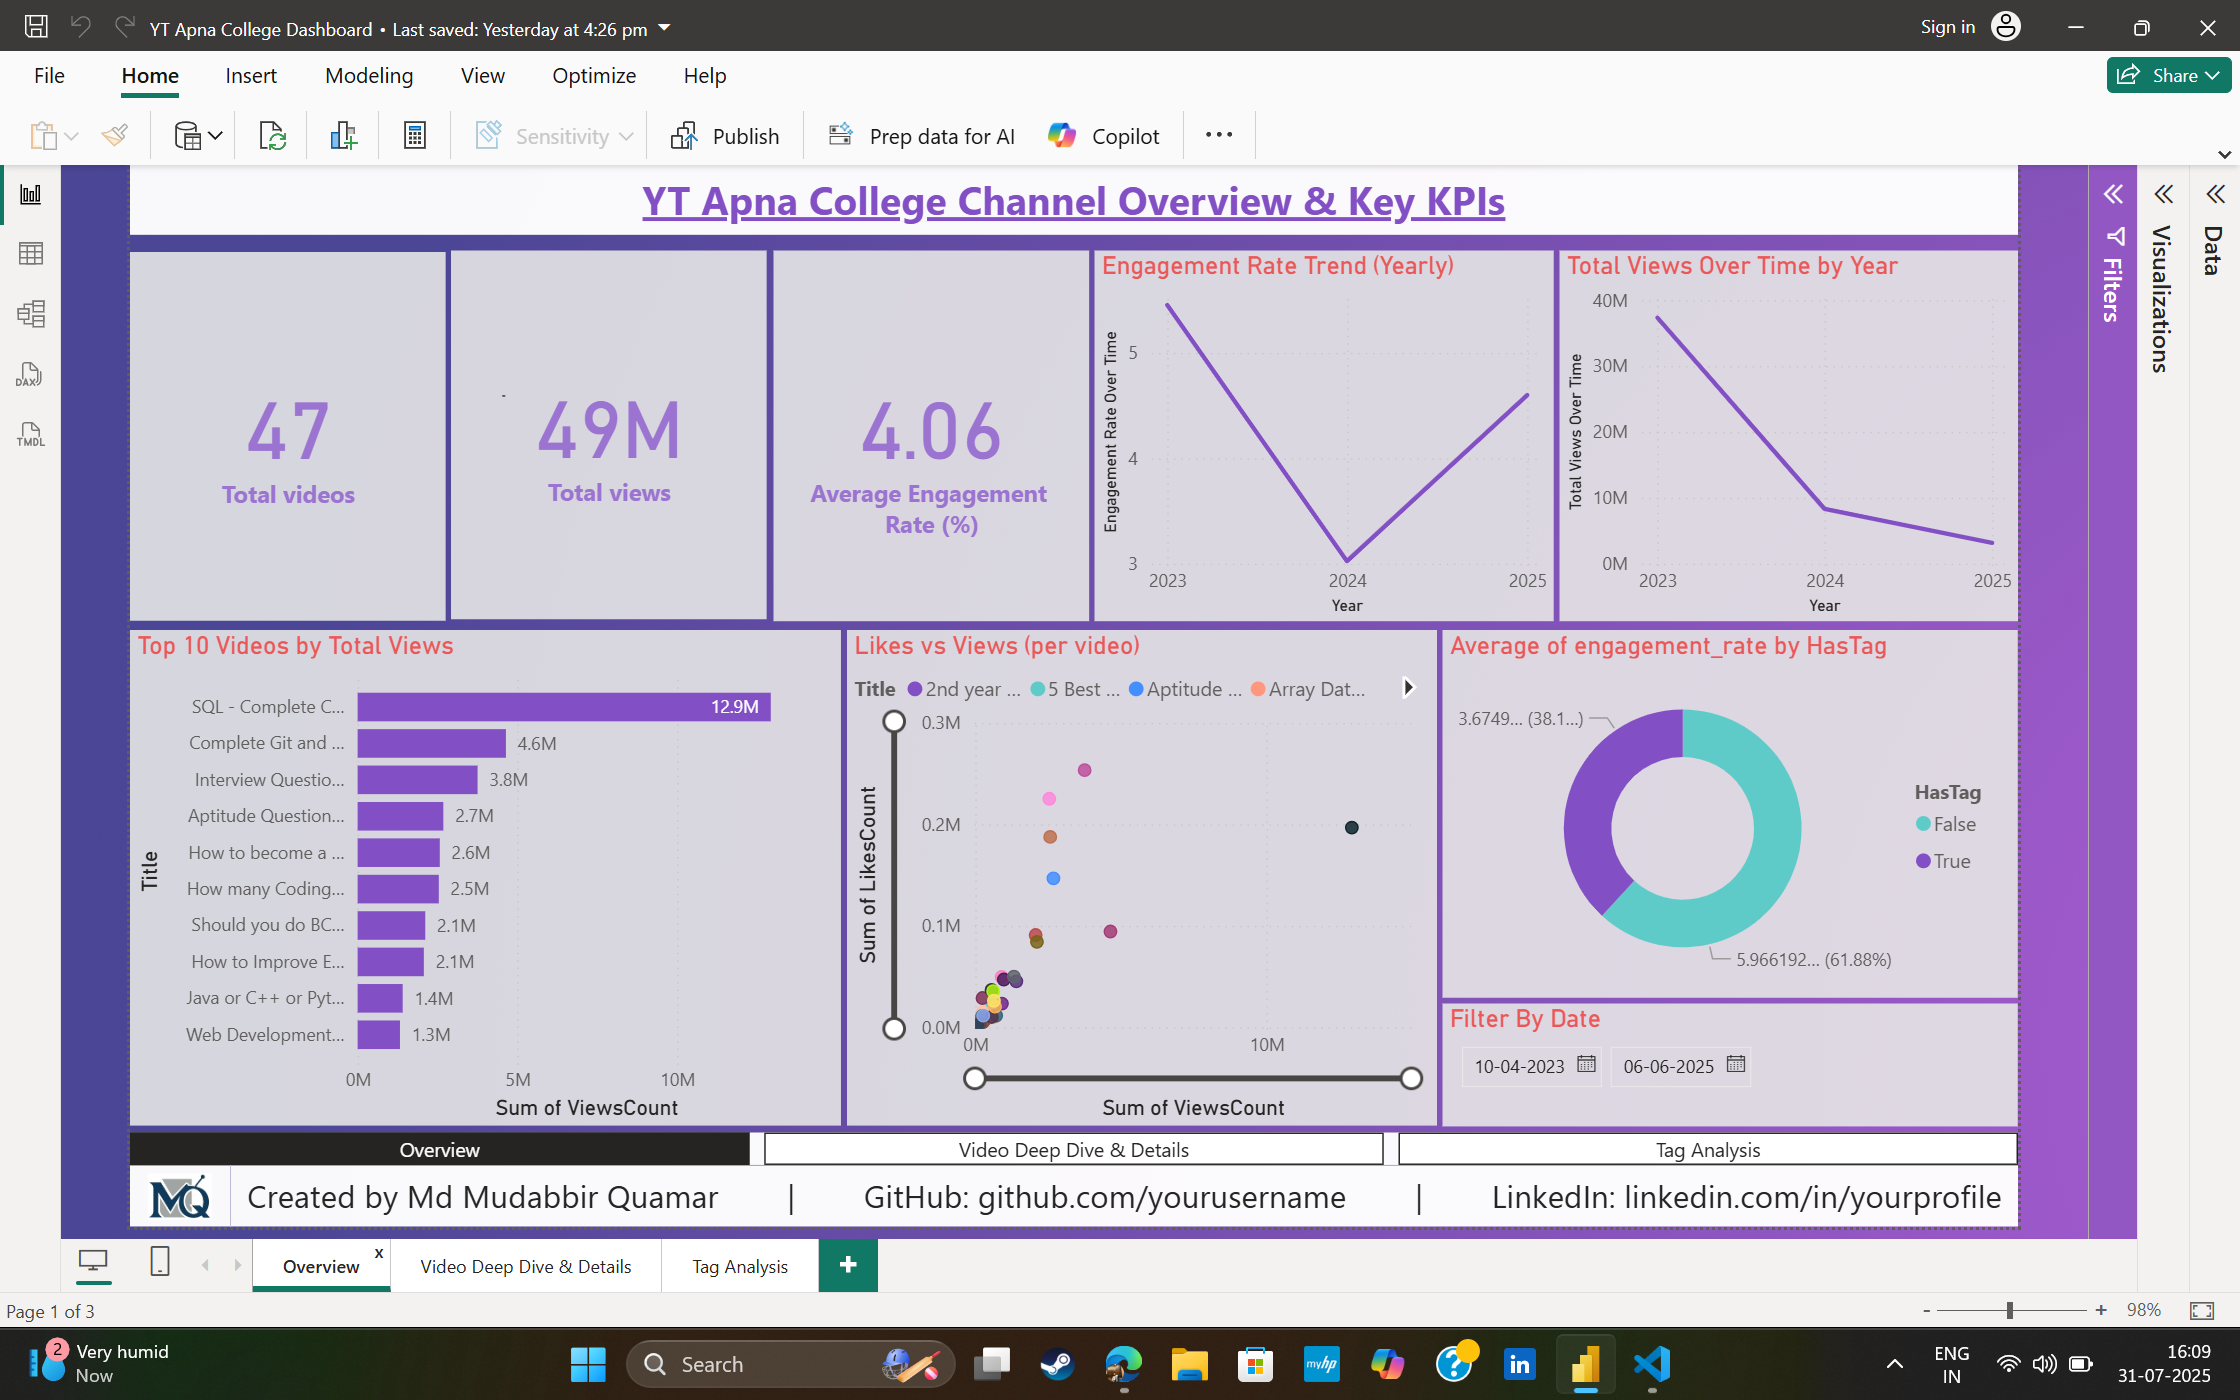 YT Apna College Dashboard • Last saved: Yesterday at 4:26 pm
Sign in
File Home Insert Modeling View Optimize Help
Share
Sensitivity
Publish
Prep data for AI
Copilot
DAX
TMDL
YT Apna College Channel Overview & Key KPIs
47
Total videos
49M
Total views
4.06
Average Engagement
Rate (%)
Engagement Rate Trend (Yearly)
Engagement Rate Over Time
5
4
3
2023 2024 2025
Year
Total Views Over Time by Year
Total Views Over Time
40M
30M
20M
10M
0M
2023 2024 2025
Year
Filters
Visualizations
Data
Top 10 Videos by Total Views
Title
SQL - Complete C... 12.9M
Complete Git and ... 4.6M
Interview Questio... 3.8M
Aptitude Question... 2.7M
How to become a ... 2.6M
How many Coding... 2.5M
Should you do BC... 2.1M
How to Improve E... 2.1M
Java or C++ or Pyt... 1.4M
Web Development... 1.3M
0M 5M 10M
Sum of ViewsCount
Likes vs Views (per video)
Title 2nd year ... 5 Best ... Aptitude ... Array Dat...
Sum of LikesCount
0.3M
0.2M
0.1M
0.0M
0M 10M
Sum of ViewsCount
Average of engagement_rate by HasTag
3.6749... (38.1...)
5.966192... (61.88%)
HasTag
False
True
Filter By Date
10-04-2023 06-06-2025
Overview Video Deep Dive & Details Tag Analysis
MQ
Created by Md Mudabbir Quamar | GitHub: github.com/yourusername | LinkedIn: linkedin.com/in/yourprofile
Overview x Video Deep Dive & Details Tag Analysis +
Page 1 of 3
- + 98%
2
Very humid
Now
Search
myhp
in
ENG
IN
16:09
31-07-2025